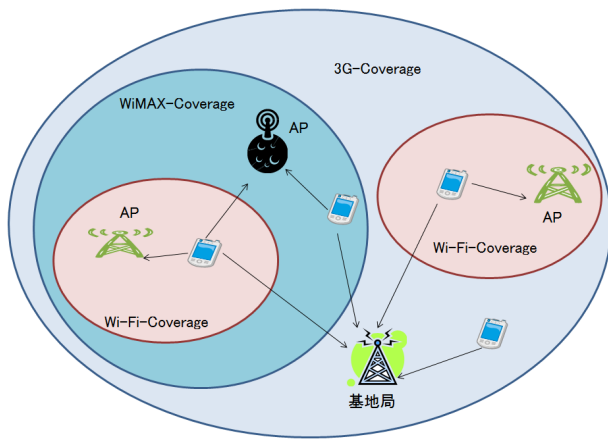 3G-Coverage
WiMAX-Coverage
AP
AP
Wi-Fi-Coverage
AP
Wi-Fi-Coverage
基地局